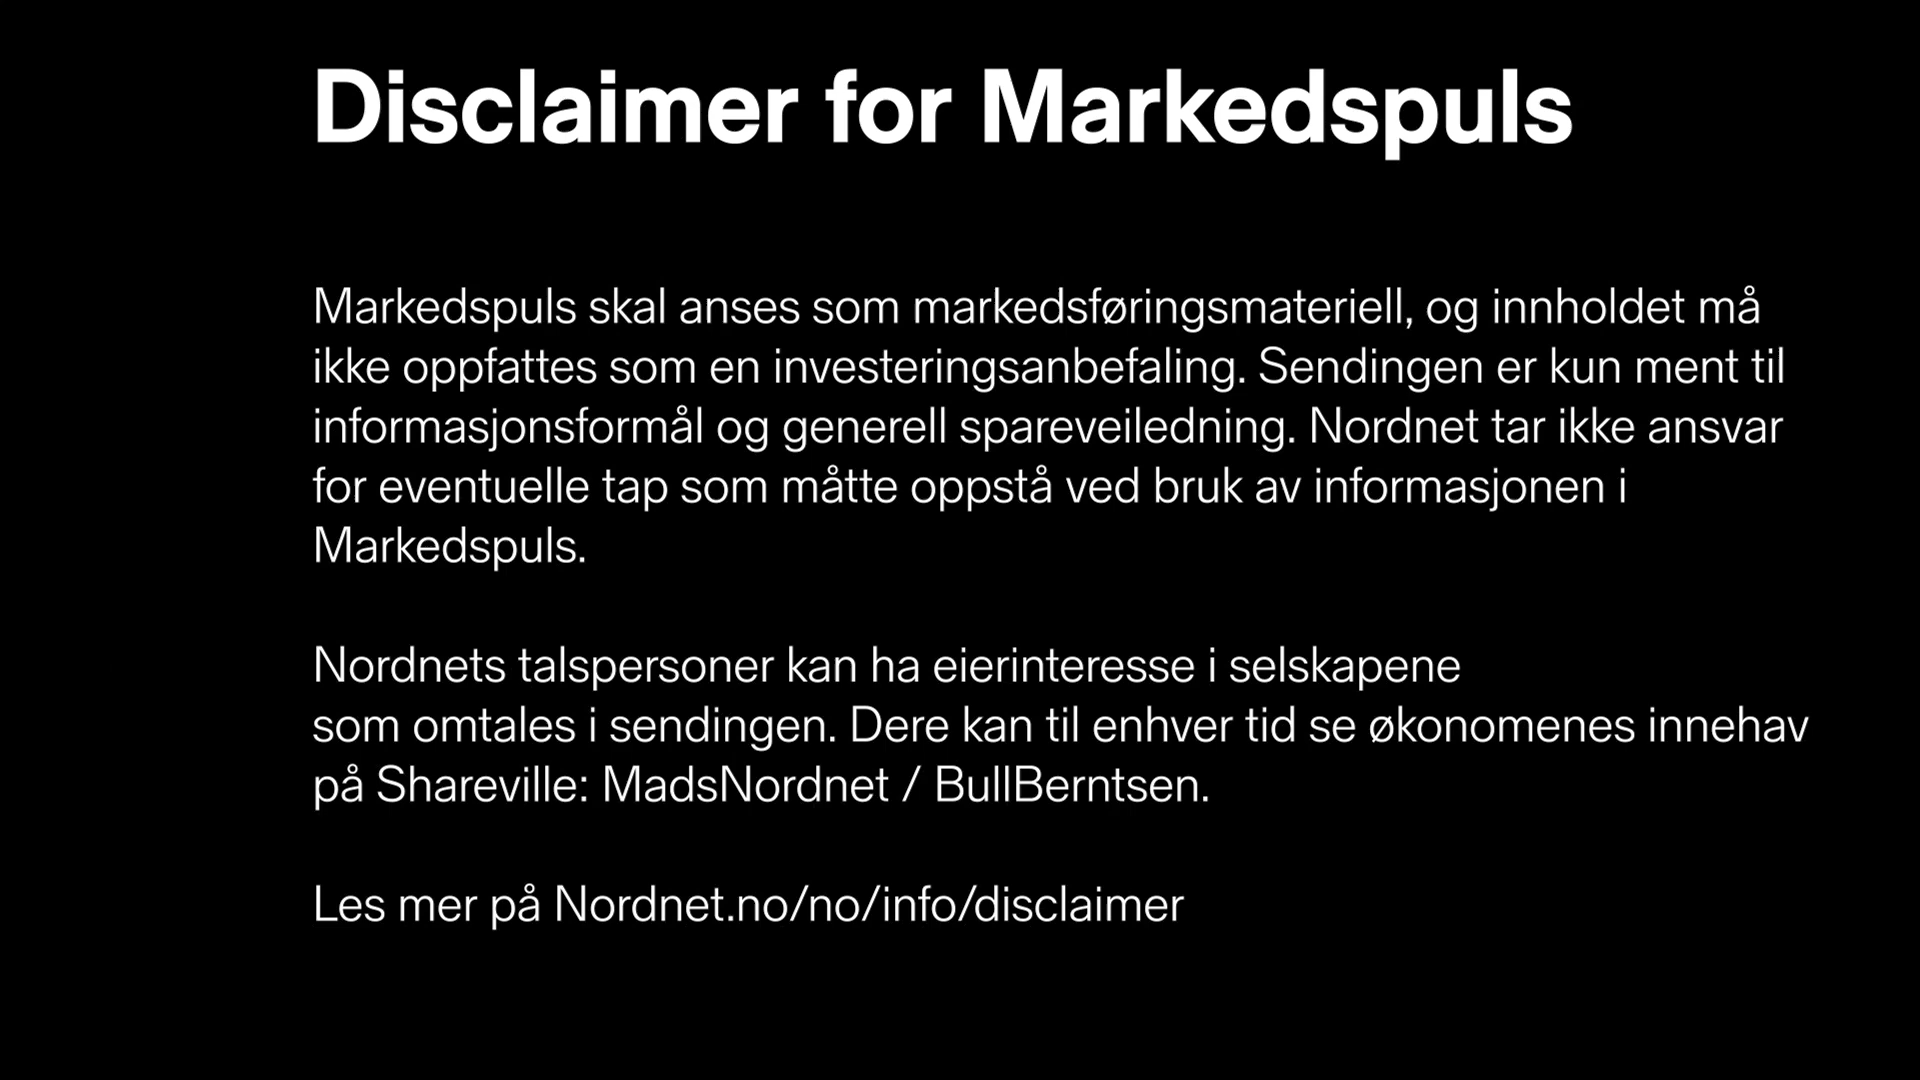 Disclaimer for Markedspuls
Markedspuls skal anses som markedsføringsmateriell, og innholdet må
ikke oppfattes som en investeringsanbefaling. Sendingen er kun ment til
informasjonsformål og generell spareveiledning. Nordnet tar ikke ansvar
for eventuelle tap som måtte oppstå ved bruk av informasjonen i
Markedspuls.
Nordnets talspersoner kan ha eierinteresse i selskapene
som omtales i sendingen. Dere kan til enhver tid se økonomenes innehav
på Shareville: MadsNordnet / BullBerntsen.
Les mer på Nordnet.no/no/info/disclaimer